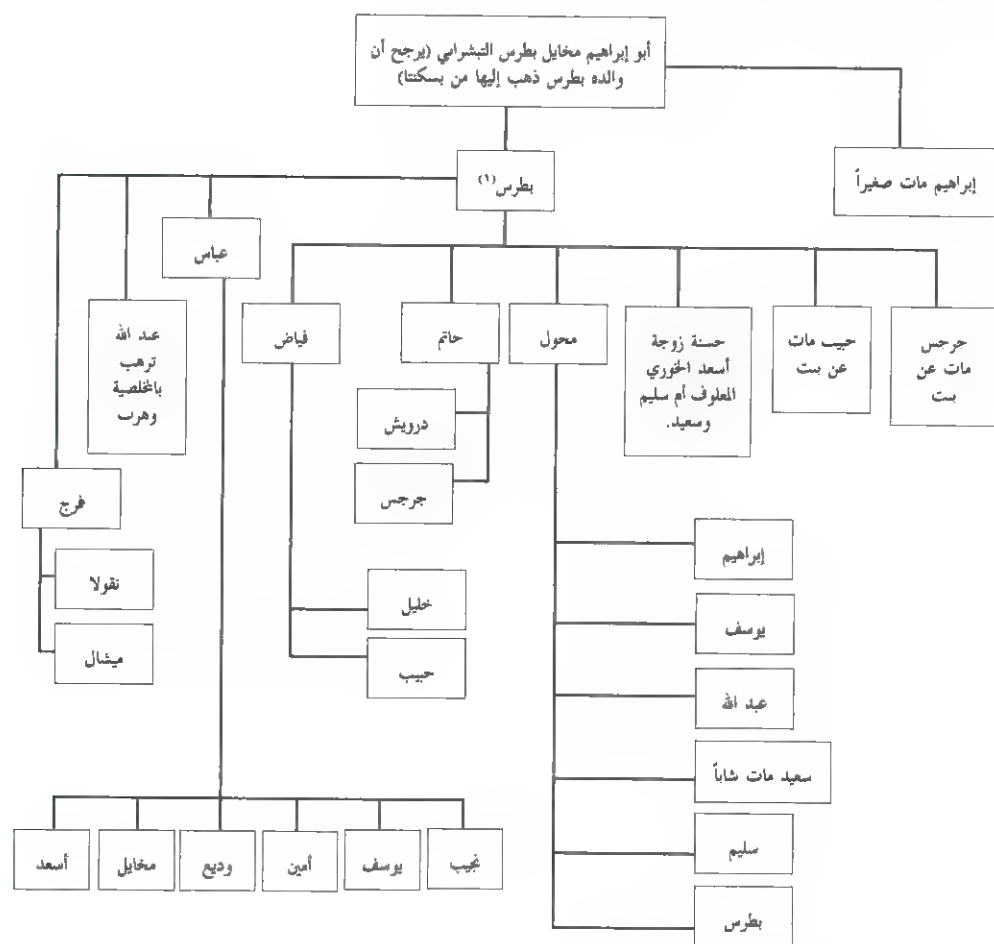 أبو إبراهيم مخايل بطرس التبشراني (يرجح أن
والده بطرس ذهب إليها من بسكنتا)
إبراهيم مات صغيراً
بطرس (١)
عباس
عبد الله
ترهب
بالمخلصية
وهرب
فرج
نقولا
ميشال
جرجس
مات عن
بنت
حبيب مات
عن بنت
حسنة زوجة
أسعد الخوري
المعلوف أم سليم
وسعيد.
محول
حاتم
فياض
درويش
جرجس
خليل
حبيب
إبراهيم
يوسف
عبد الله
سعيد مات شاباً
سليم
بطرس
نجيب
يوسف
أمين
وديع
مخايل
أسعد